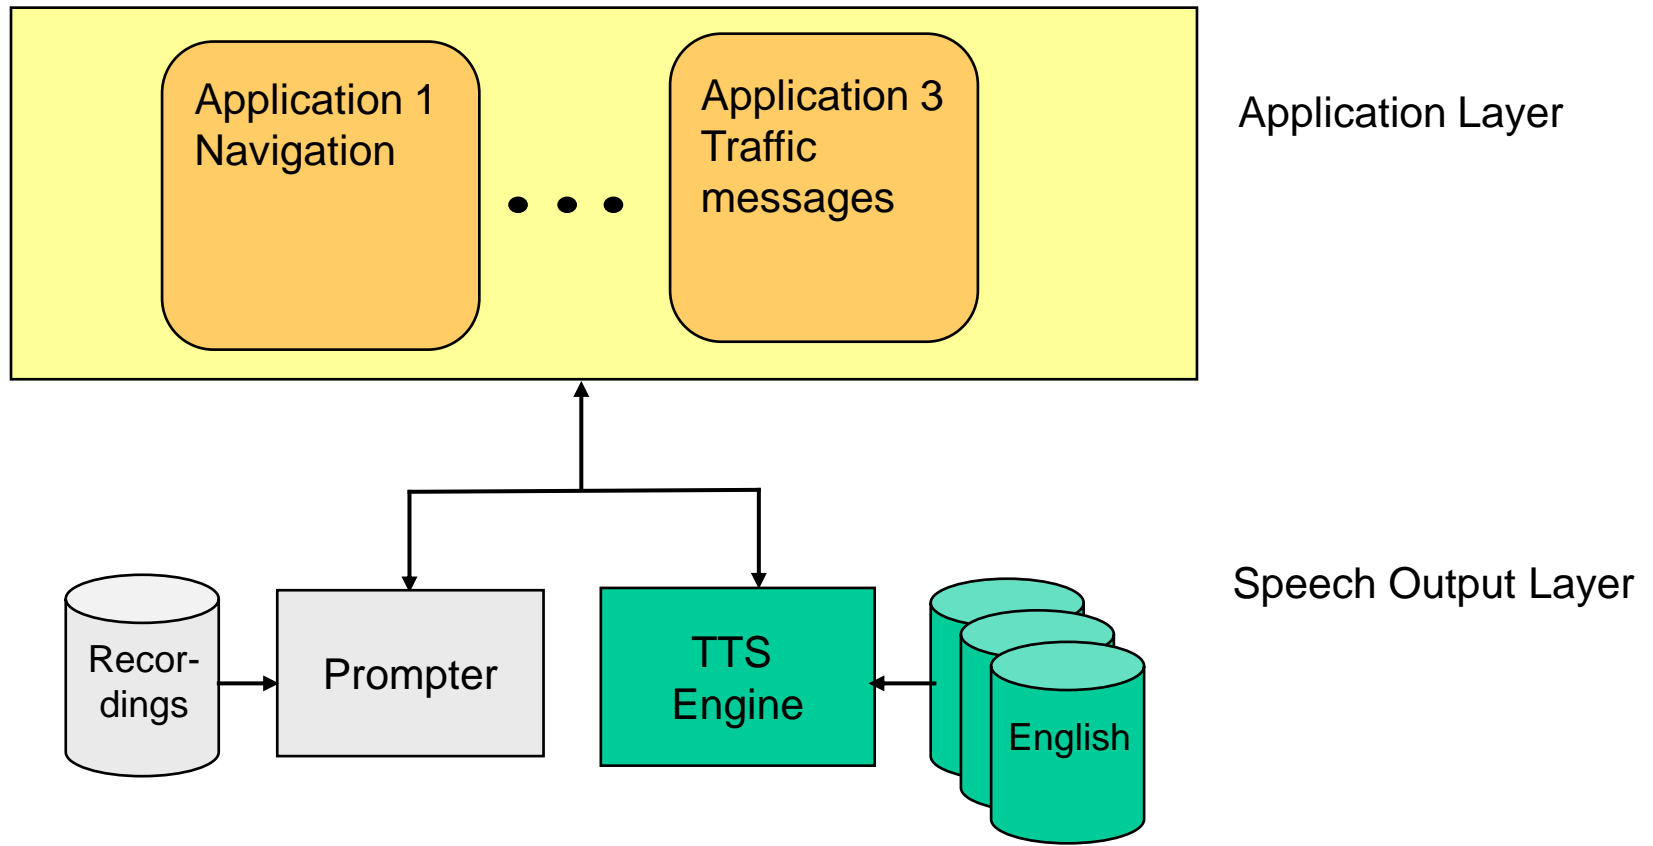 Application 1
Navigation
Application 3
Traffic
messages
Application Layer
Speech Output Layer
Recor-
dings
Prompter
TTS
Engine
English